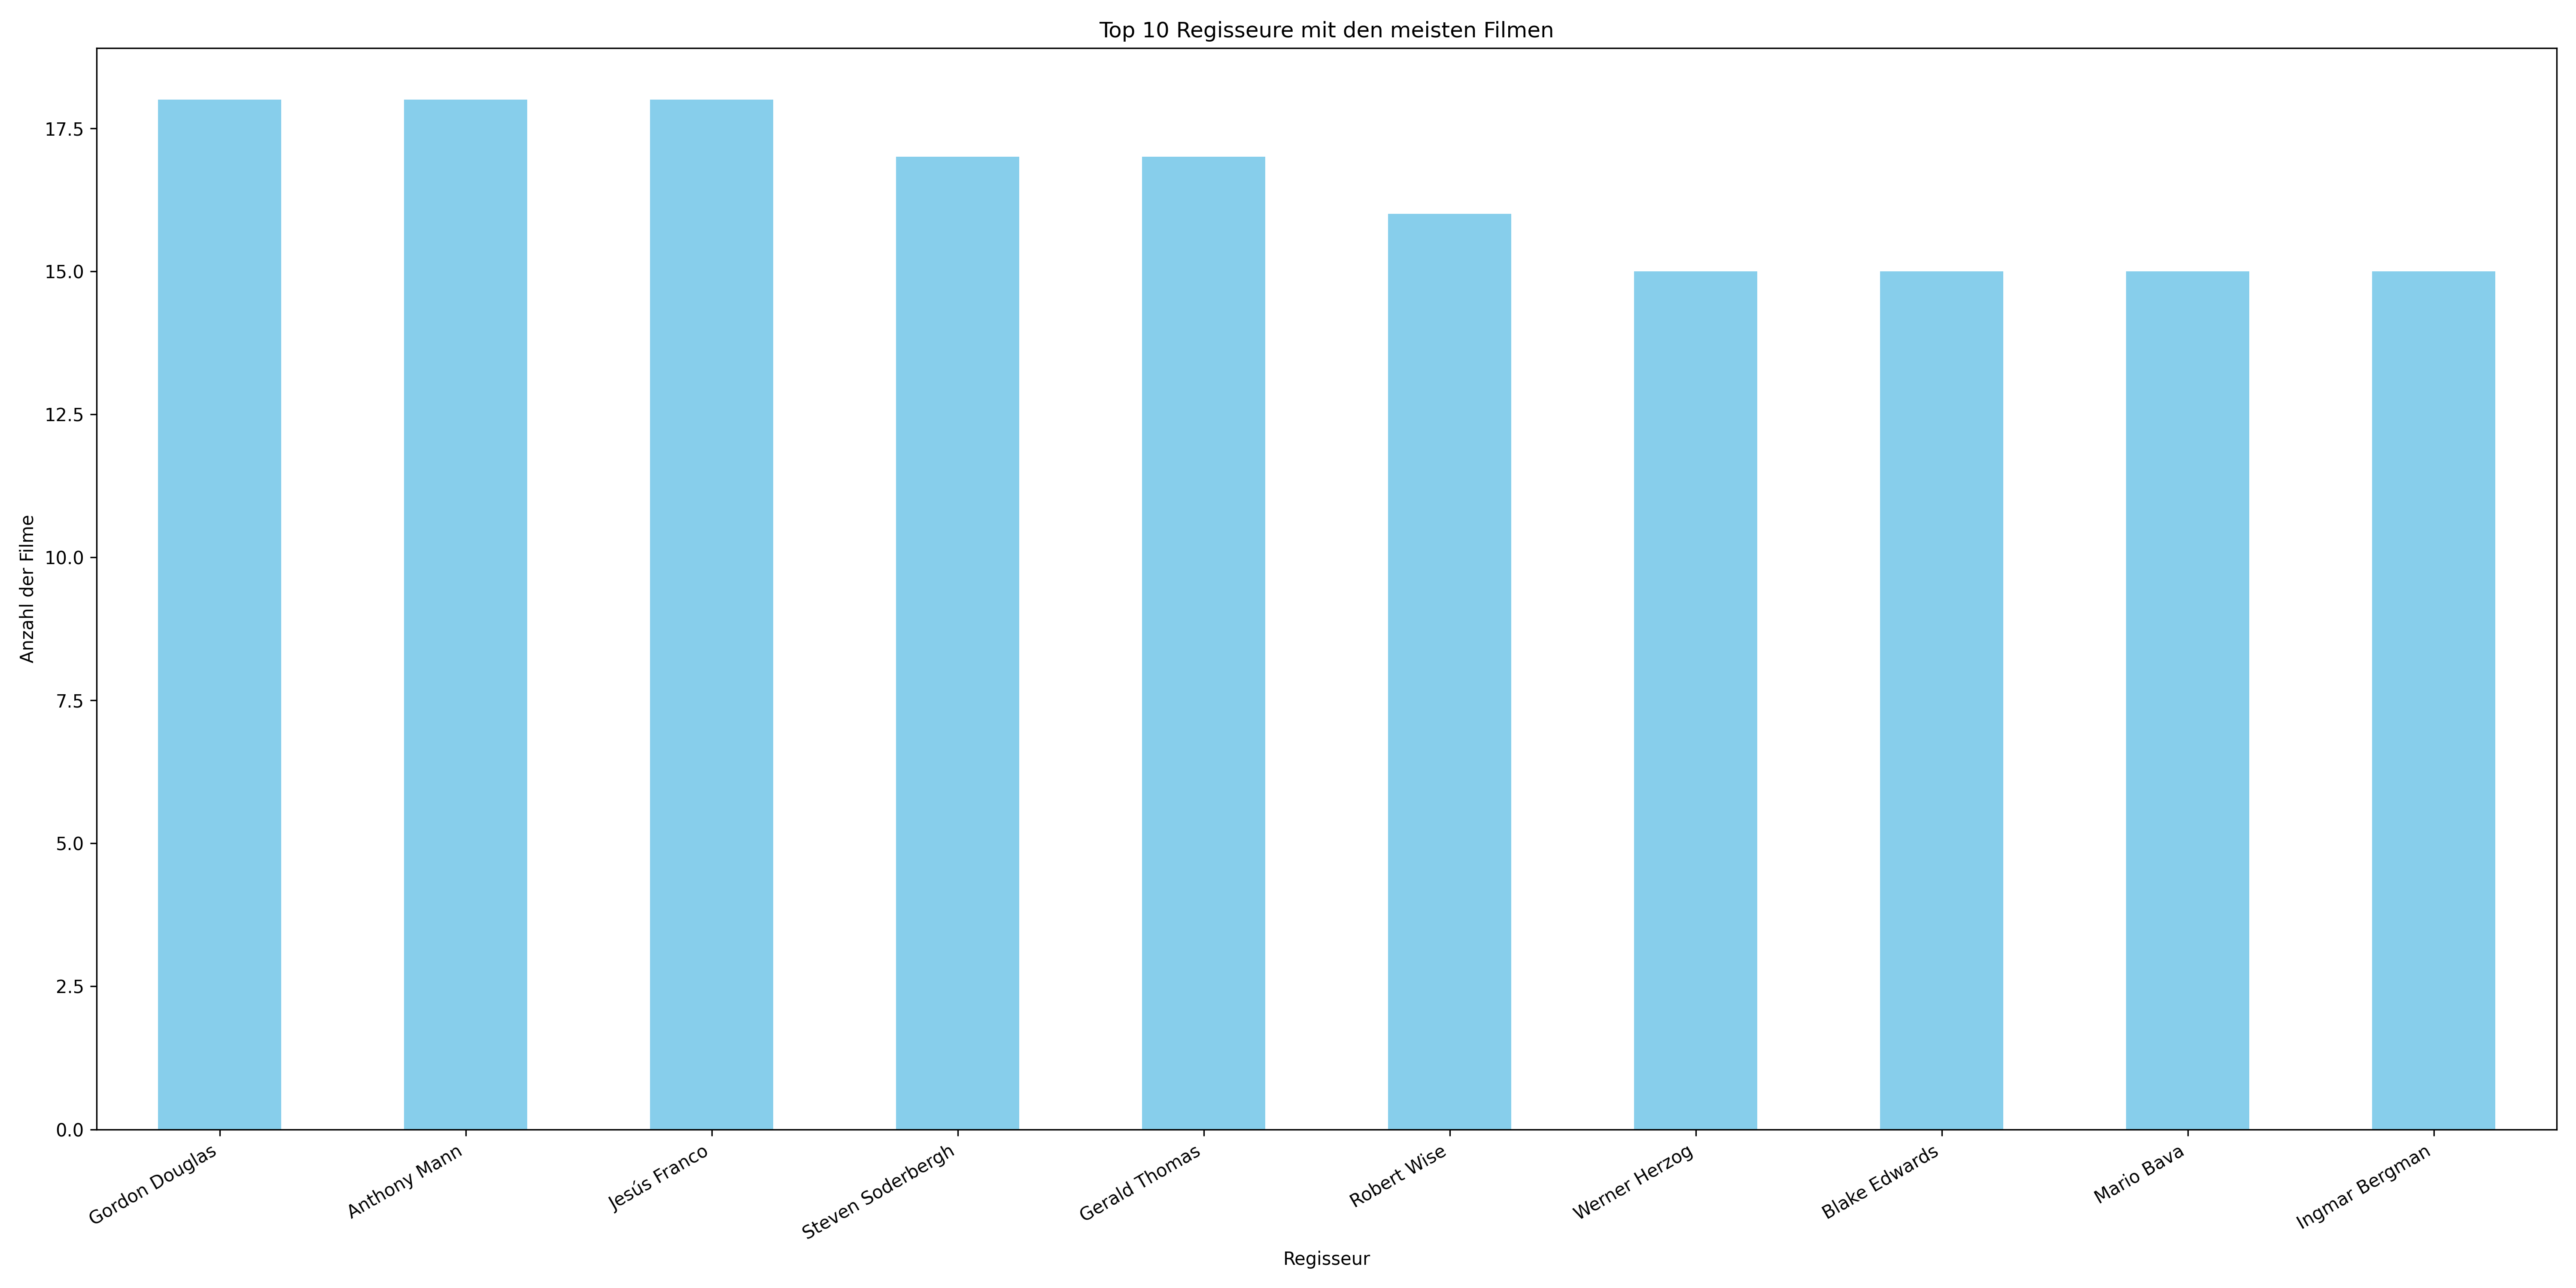 Top 10 Regisseure mit den meisten Filmen
Anzahl der Filme
17.5
15.0
12.5
10.0
7.5
5.0
2.5
0.0
Gordon Douglas
Anthony Mann
Jesús Franco
Steven Soderbergh
Gerald Thomas
Robert Wise
Werner Herzog
Blake Edwards
Mario Bava
Ingmar Bergman
Regisseur